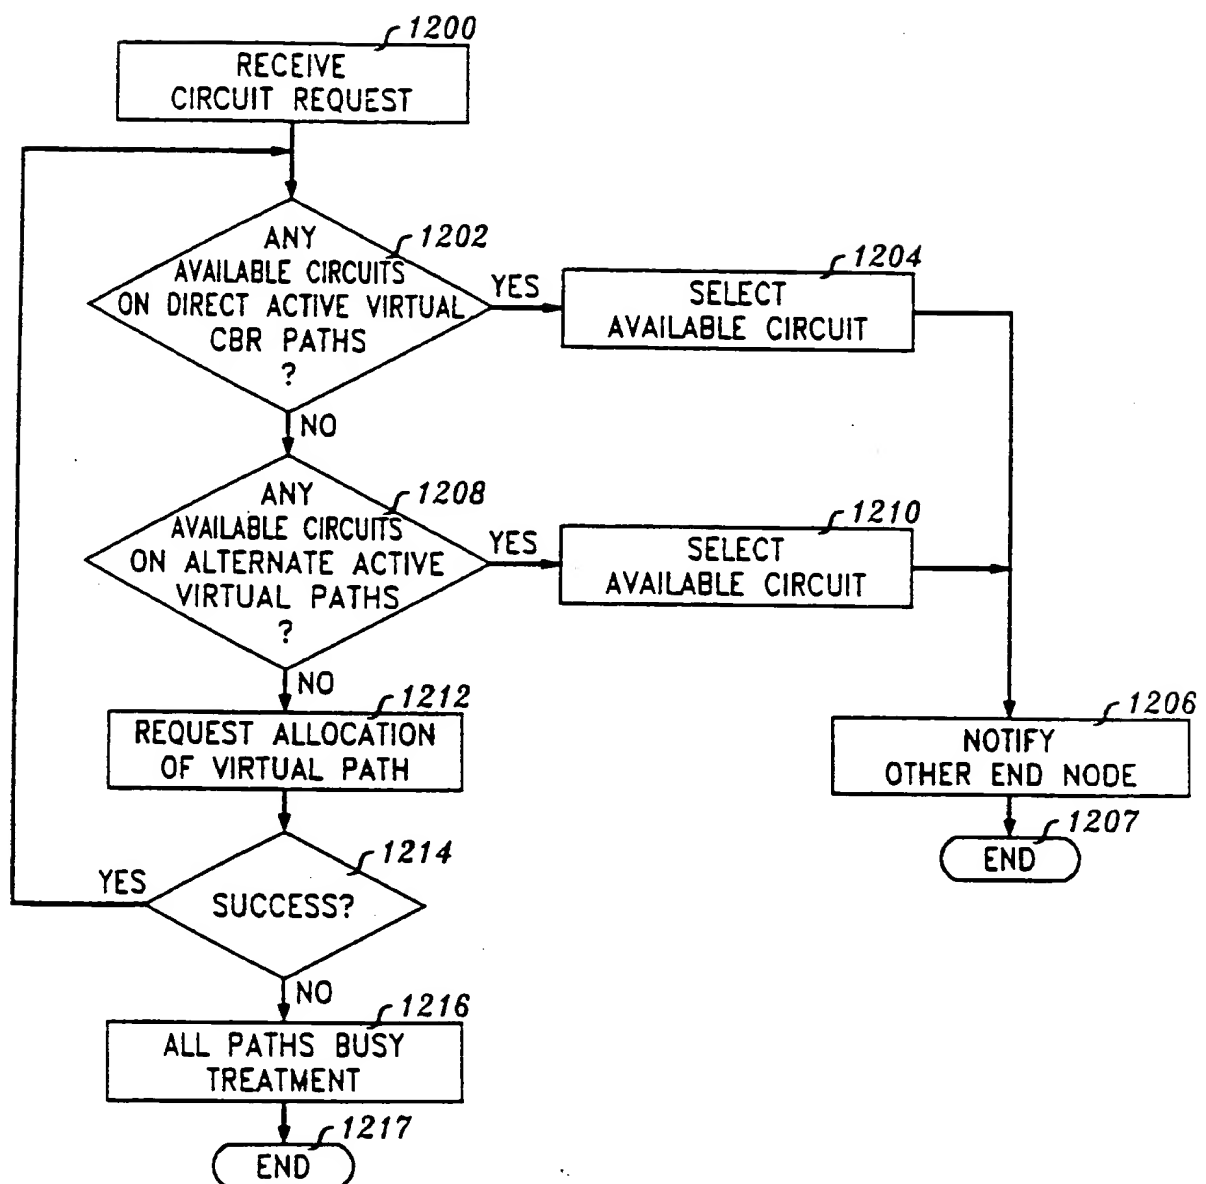 1200
RECEIVE
CIRCUIT REQUEST
ANY
1202
AVAILABLE CIRCUITS
ON DIRECT ACTIVE VIRTUAL
CBR PATHS
?
YES
1204
SELECT
AVAILABLE CIRCUIT
NO
ANY
1208
AVAILABLE CIRCUITS
ON ALTERNATE ACTIVE
VIRTUAL PATHS
?
YES
1210
SELECT
AVAILABLE CIRCUIT
NO
1212
REQUEST ALLOCATION
OF VIRTUAL PATH
1206
NOTIFY
OTHER END NODE
1207
END
1214
YES
SUCCESS?
NO
1216
ALL PATHS BUSY
TREATMENT
1217
END